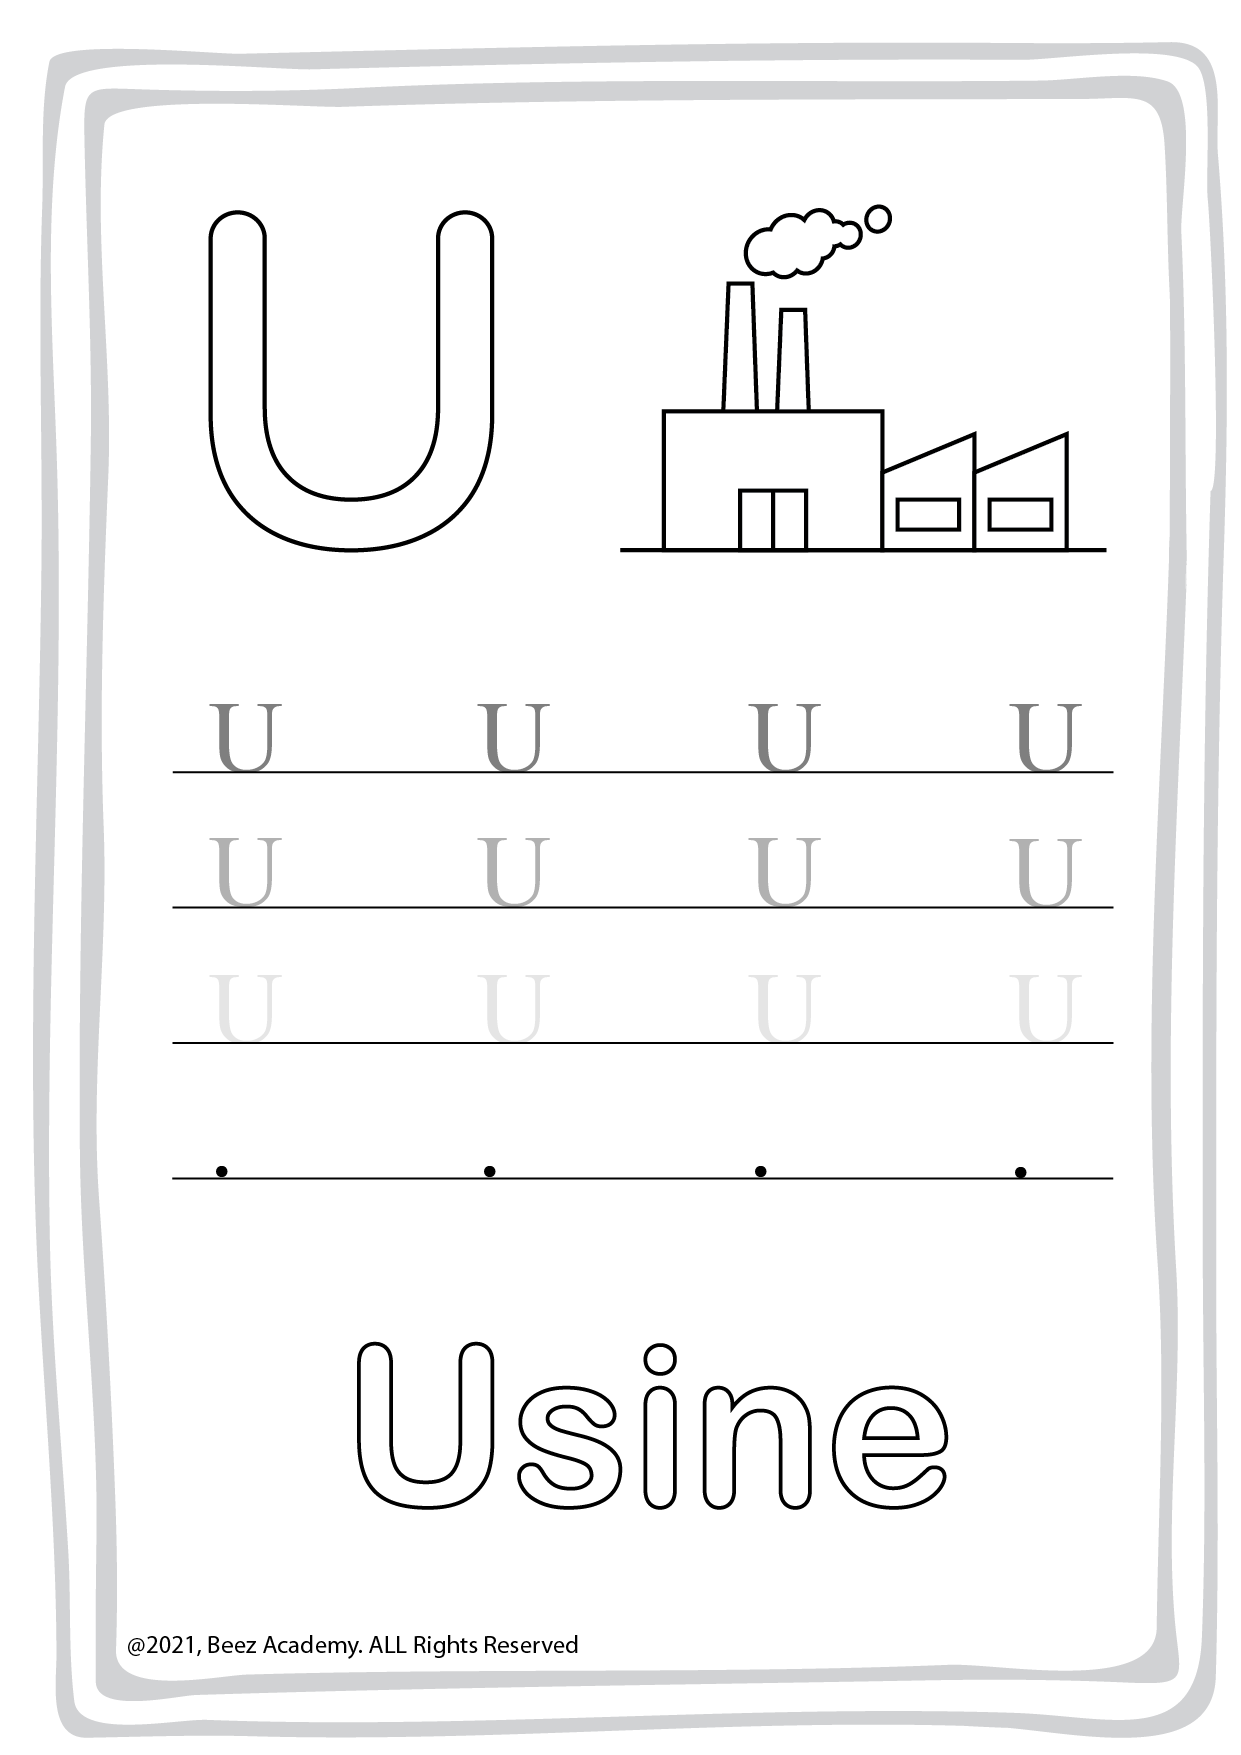 U
U U U U
U U U U
U U U U
. . . .
Usine
@2021, Beez Academy. ALL Rights Reserved